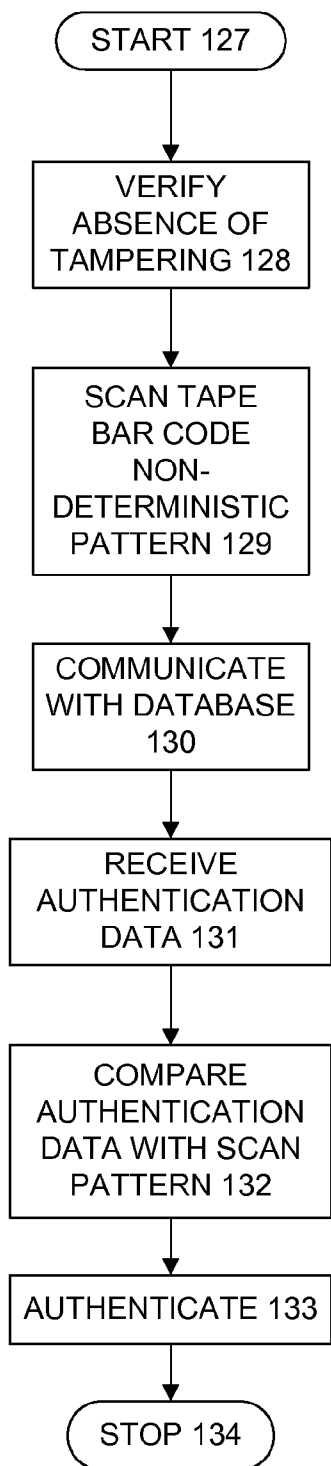 START 127
VERIFY
ABSENCE OF
TAMPERING 128
SCAN TAPE
BAR CODE
NON-
DETERMINISTIC
PATTERN 129
COMMUNICATE
WITH DATABASE
130
RECEIVE
AUTHENTICATION
DATA 131
COMPARE
AUTHENTICATION
DATA WITH SCAN
PATTERN 132
AUTHENTICATE 133
STOP 134